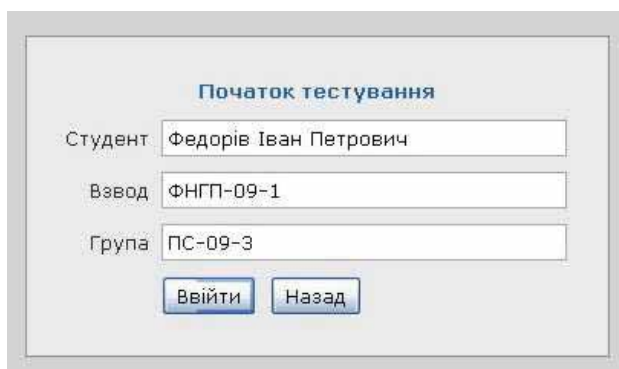 Початок тестування
Студент Федорів Іван Петрович
Взвод ФНГП-09-1
Група ПС-09-3
Ввійти Назад